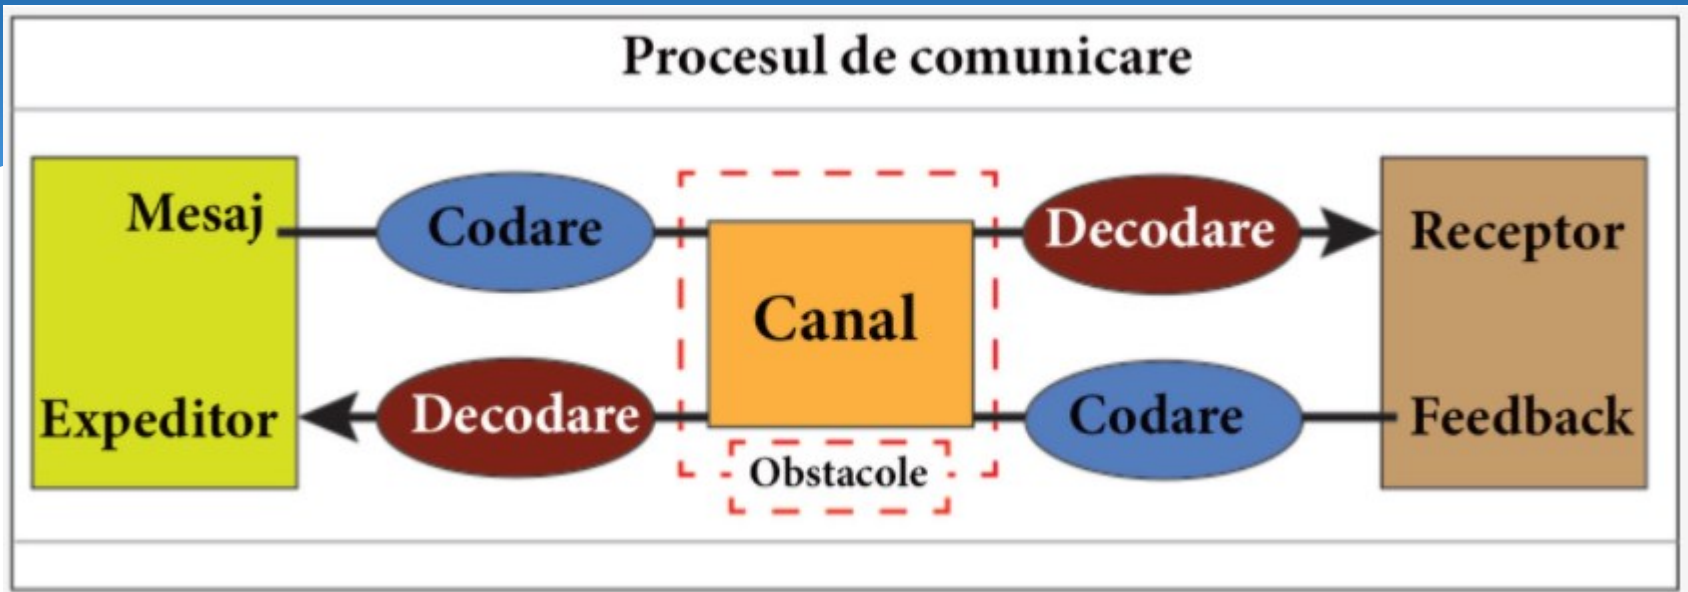 Procesul de comunicare
Mesaj Codare Decodare Receptor
Canal
Expeditor Decodare Codare Feedback
Obstacole